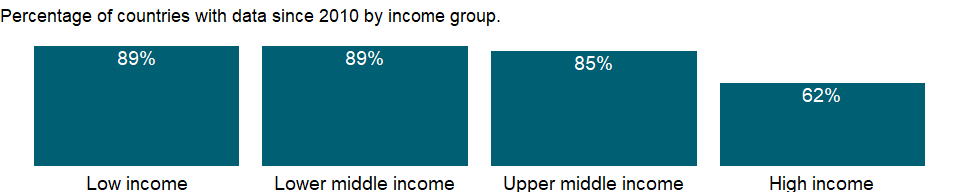 Percentage of countries with data since 2010 by income group.
89% 89% 85% 62%
Low income Lower middle income Upper middle income High income